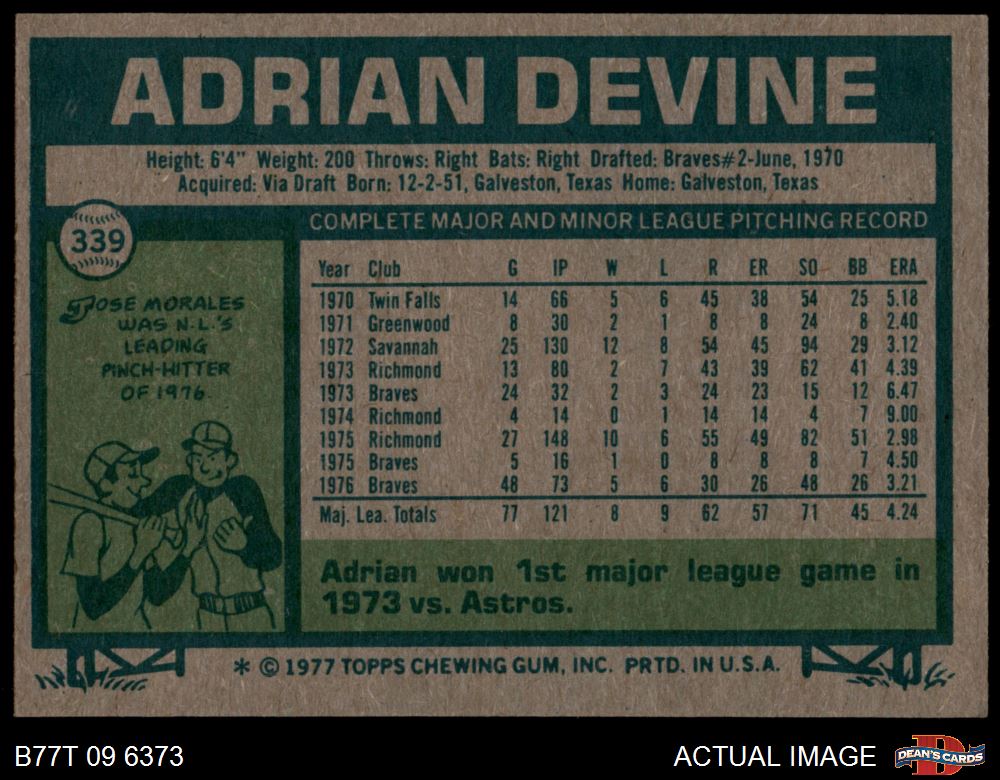 ADRIAN DEVINE
Height: 6'4" Weight: 200 Throws: Right Bats: Right Drafted: Braves#2-June, 1970
Acquired: Via Draft Born: 12-2-51, Galveston, Texas Home: Galveston, Texas
339
COMPLETE MAJOR AND MINOR LEAGUE PITCHING RECORD
JOSE MORALES
WAS N.L.'S
LEADING
PINCH-HITTER
OF 1976.
Year Club G IP W L R ER SO BB ERA
1970 Twin Falls 14 66 5 6 45 38 54 25 5.18
1971 Greenwood 8 30 2 1 8 8 24 8 2.40
1972 Savannah 25 130 12 8 54 45 94 29 3.12
1973 Richmond 13 80 2 7 43 39 62 41 4.39
1973 Braves 24 32 2 3 24 23 15 12 6.47
1974 Richmond 4 14 0 1 14 14 4 7 9.00
1975 Richmond 27 148 10 6 55 49 82 51 2.98
1975 Braves 5 16 1 0 8 8 8 7 4.50
1976 Braves 48 73 5 6 30 26 48 26 3.21
Maj. Lea. Totals 77 121 8 9 62 57 71 45 4.24
Adrian won 1st major league game in
1973 vs. Astros.
* © 1977 TOPPS CHEWING GUM, INC. PRTD. IN U.S.A.
B77T 09 6373
ACTUAL IMAGE
D
DEAN'S CARDS